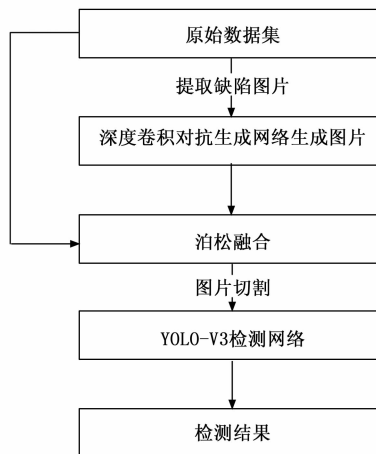 原始数据集
提取缺陷图片
深度卷积对抗生成网络生成图片
泊松融合
图片切割
YOLO-V3检测网络
检测结果